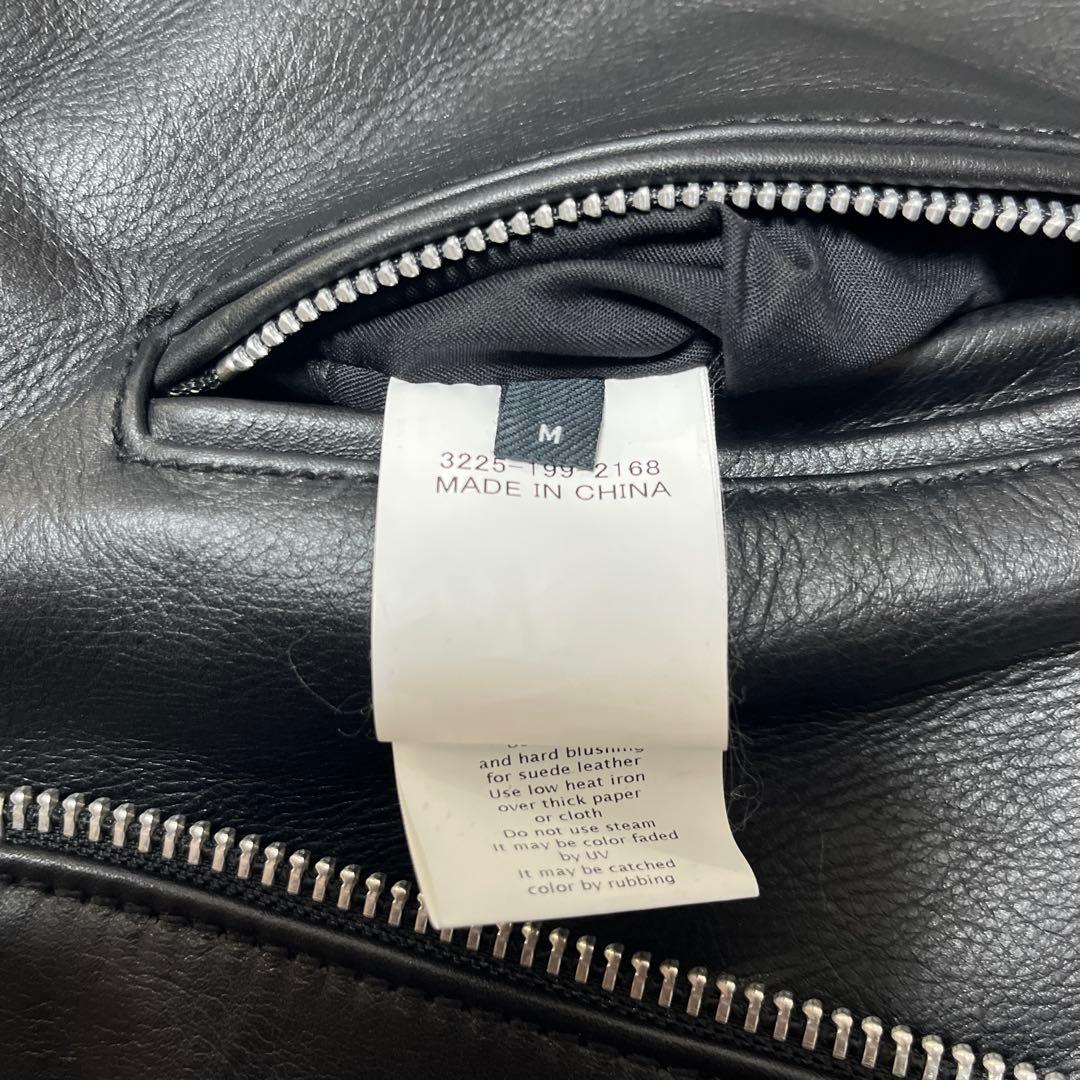 M
3225-199-2168
MADE IN CHINA
and hard blushing
for suede leather
Use low heat iron
over thick paper
or cloth
Do not use steam
It may be color faded
by UV
It may be catched
color by rubbing